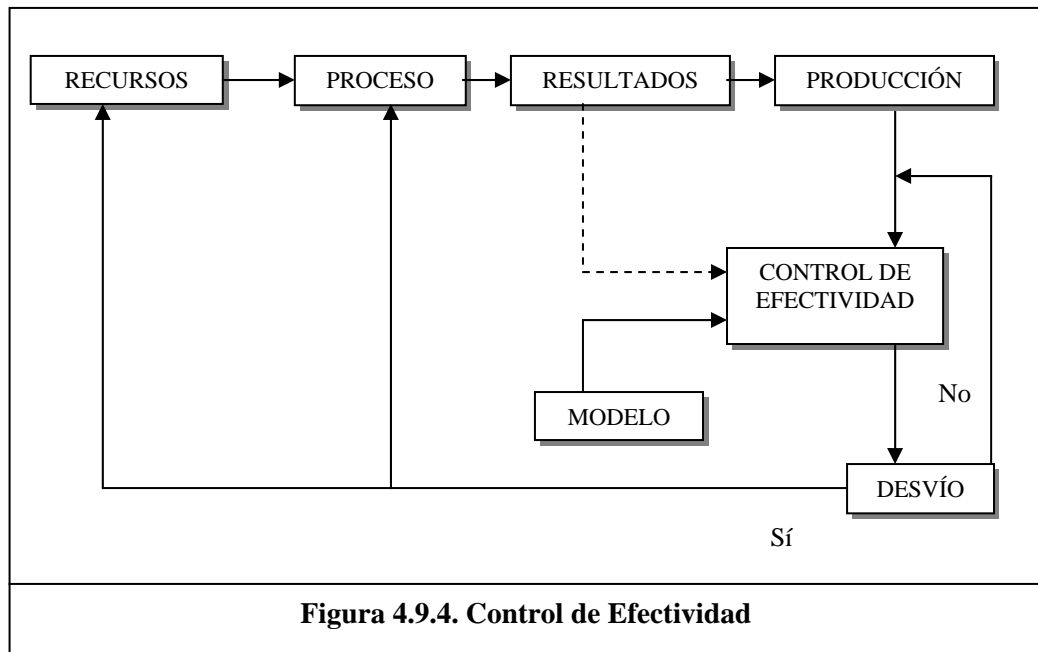 RECURSOS
PROCESO
RESULTADOS
PRODUCCIÓN
CONTROL DE
EFECTIVIDAD
No
MODELO
DESVÍO
Sí
Figura 4.9.4. Control de Efectividad